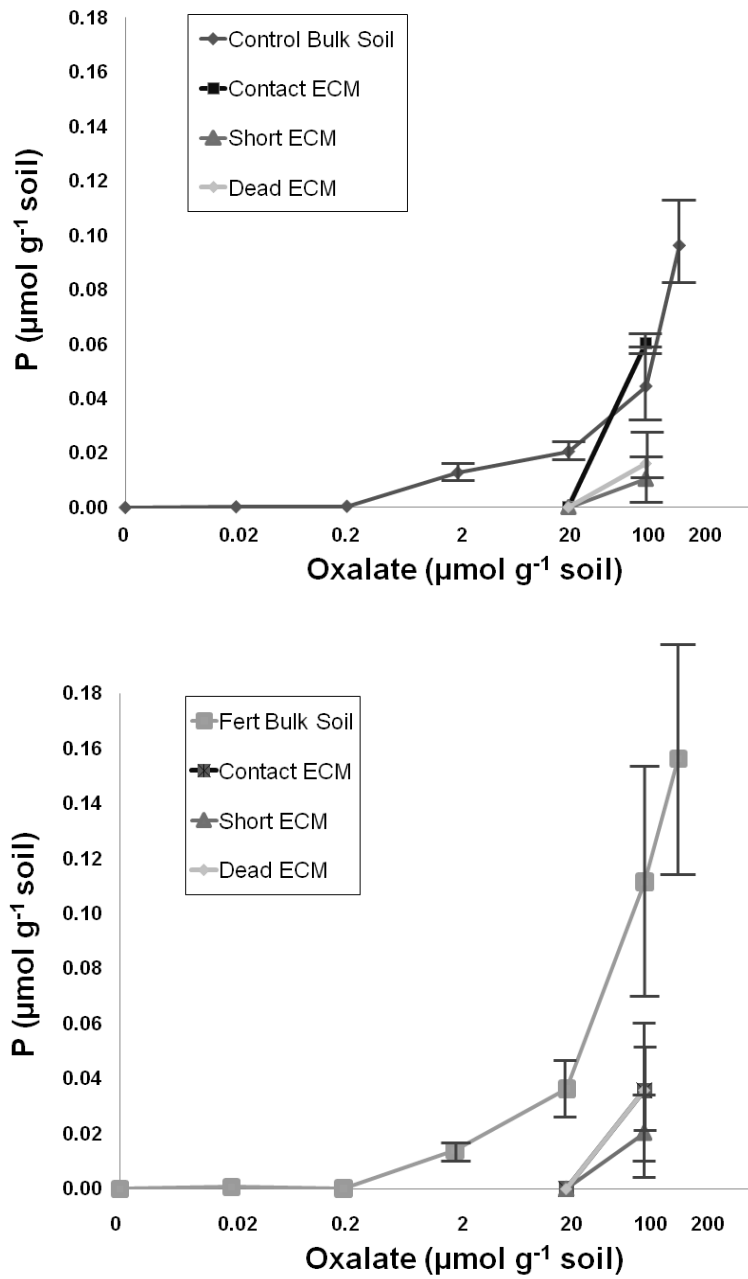 0.18
0.16
0.14
0.12
0.10
0.08
0.06
0.04
0.02
0.00
P (µmol g⁻¹ soil)
Control Bulk Soil
Contact ECM
Short ECM
Dead ECM
0 0.02 0.2 2 20 100 200
Oxalate (µmol g⁻¹ soil)
0.18
0.16
0.14
0.12
0.10
0.08
0.06
0.04
0.02
0.00
P (µmol g⁻¹ soil)
Fert Bulk Soil
Contact ECM
Short ECM
Dead ECM
0 0.02 0.2 2 20 100 200
Oxalate (µmol g⁻¹ soil)